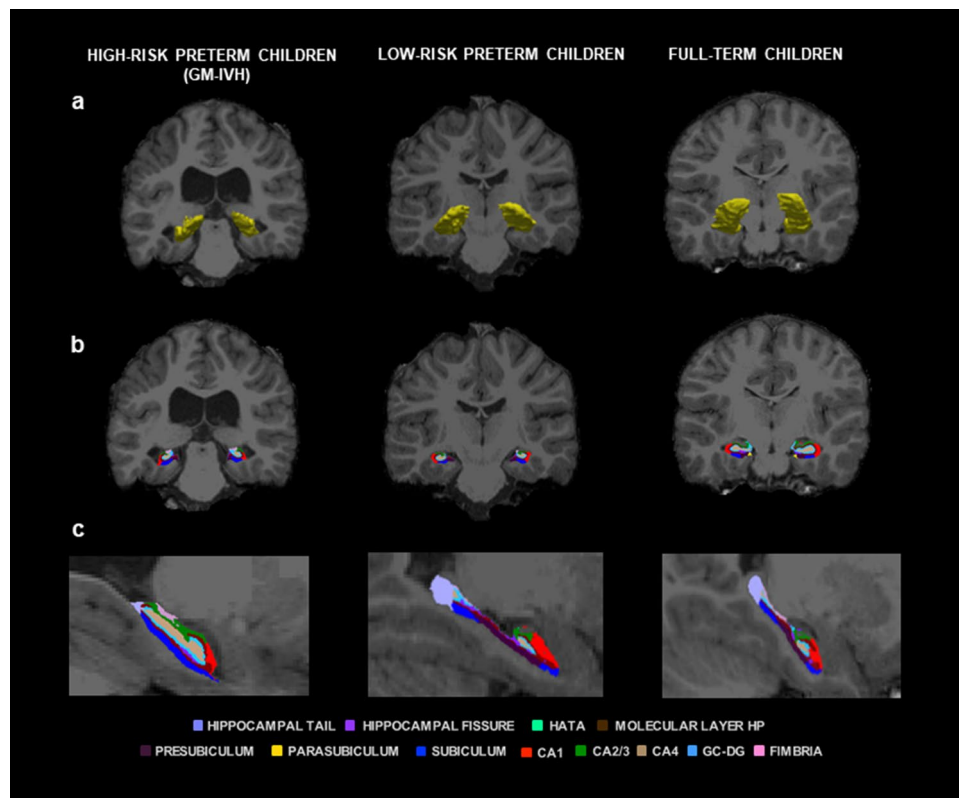 HIGH-RISK PRETERM CHILDREN
(GM-IVH)
LOW-RISK PRETERM CHILDREN
FULL-TERM CHILDREN
a
b
c
HIPPOCAMPAL TAIL HIPPOCAMPAL FISSURE HATA MOLECULAR LAYER HP
PRESUBICULUM PARASUBICULUM SUBICULUM CA1 CA2/3 CA4 GC-DG FIMBRIA